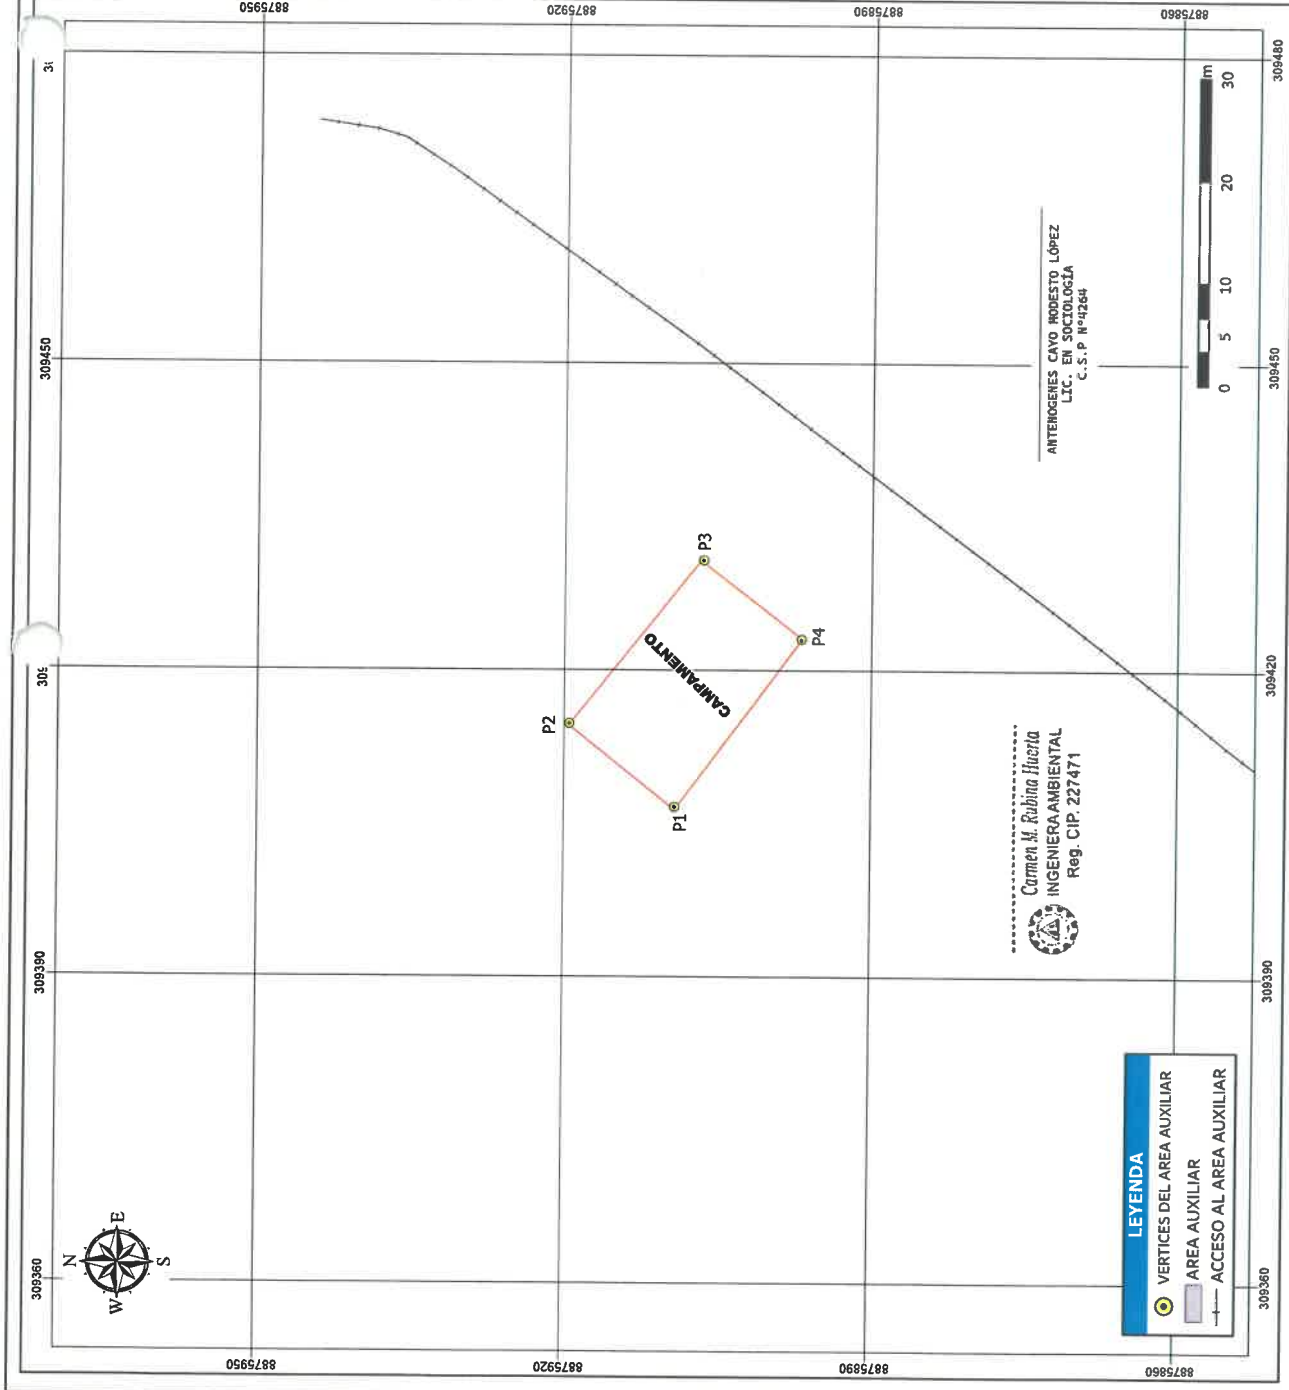 309360
309390
309450
N
W
E
S
8875950
8875950
8875920
8875920
P2
P1
P3
CAMPAMENTO
P4
8875890
8875890
Carmen M. Rubina Huerta
INGENIERA AMBIENTAL
Reg. CIP. 227471
ANTENOGENES CAYO MODESTO LÓPEZ
LIC. EN SOCIOLOGÍA
C.S.P N°4264
LEYENDA
VERTICES DEL AREA AUXILIAR
AREA AUXILIAR
ACCESO AL AREA AUXILIAR
8875860
8875860
m
0 5 10 20 30
309360
309390
309420
309450
309480